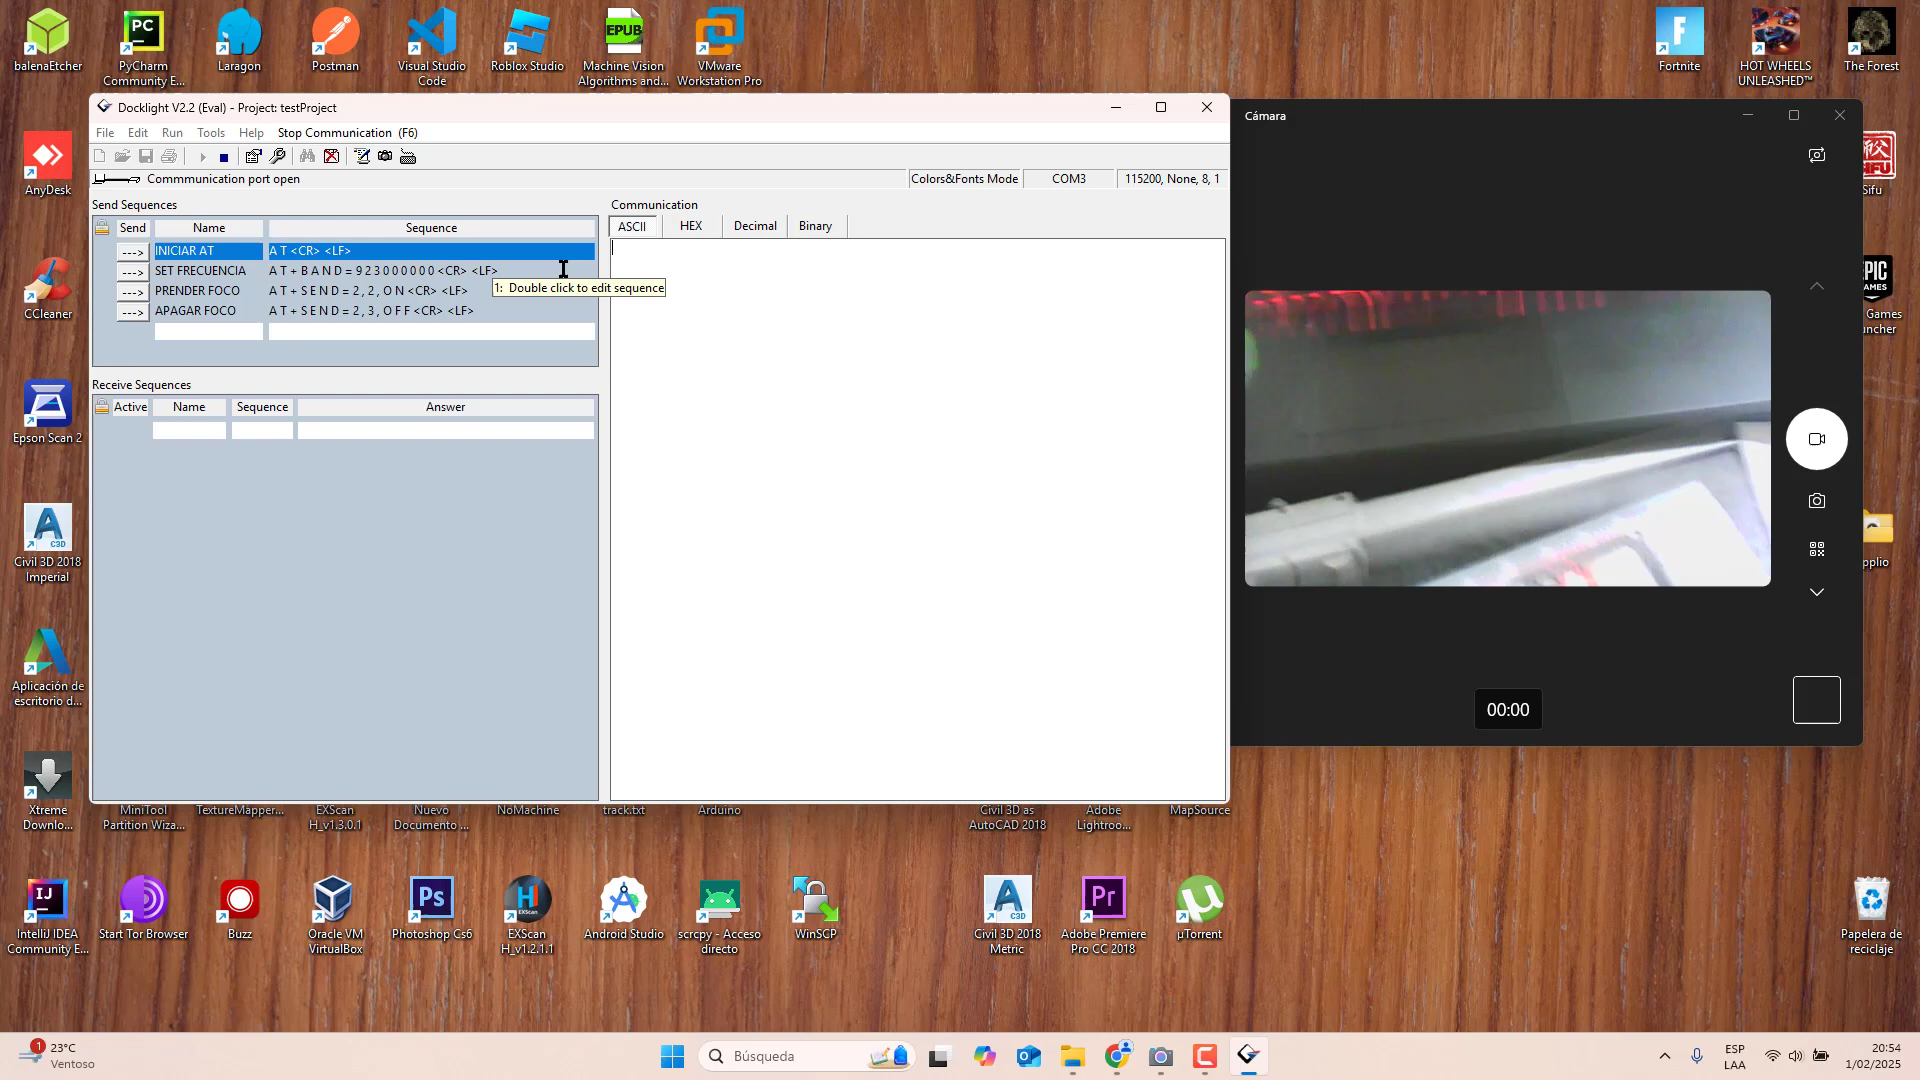 balenaEtcher
PyCharm
Community E...
Laragon
Postman
Visual Studio
Code
Roblox Studio
EPUB
Machine Vision
Algorithms and...
VMware
Workstation Pro
Fortnite
HOT WHEELS
UNLEASHED™
The Forest
Docklight V2.2 (Eval) - Project: testProject
File Edit Run Tools Help Stop Communication (F6)
Commmunication port open
Colors&Fonts Mode
COM3
115200, None, 8, 1
Send Sequences
Send Name Sequence
---> INICIAR AT A T <CR> <LF>
---> SET FRECUENCIA A T + B A N D = 9 2 3 0 0 0 0 0 0 <CR> <LF>
---> PRENDER FOCO A T + S E N D = 2 , 2 , O N <CR> <LF>
---> APAGAR FOCO A T + S E N D = 2 , 3 , O F F <CR> <LF>
1: Double click to edit sequence
Receive Sequences
Active Name Sequence Answer
Communication
ASCII HEX Decimal Binary
Cámara
00:00
AnyDesk
CCleaner
Epson Scan 2
C3D
Civil 3D 2018
Imperial
Aplicación de
escritorio d...
Xtreme
Downlo...
Sifu
EPIC
Games
uncher
pplio
MiniTool
Partition Wiza...
TextureMapper...
EXScan
H_v1.3.0.1
Nuevo
Documento ...
NoMachine
track.txt
Arduino
Civil 3D as
AutoCAD 2018
Adobe
Lightroo...
MapSource
IntelliJ IDEA
Community E...
Start Tor Browser
Buzz
Oracle VM
VirtualBox
Ps
Photoshop Cs6
EXScan
H_v1.2.1.1
Android Studio
scrcpy - Acceso
directo
WinSCP
C3D
Civil 3D 2018
Metric
Pr
Adobe Premiere
Pro CC 2018
µTorrent
Papelera de
reciclaje
1
23°C
Ventoso
Búsqueda
ESP
LAA
20:54
1/02/2025